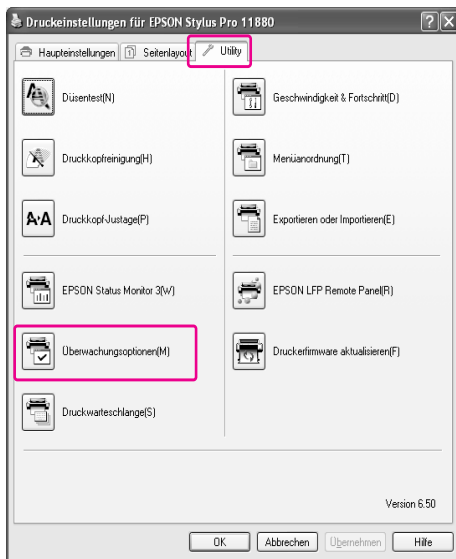 Druckeinstellungen für EPSON Stylus Pro 11880
Haupteinstellungen
Seitenlayout
Utility
Düsentest(N)
Geschwindigkeit & Fortschritt(D)
Druckkopfreinigung(H)
Menüanordnung(T)
Druckkopf-Justage(P)
Exportieren oder Importieren(E)
EPSON Status Monitor 3(W)
EPSON LFP Remote Panel(R)
Überwachungsoptionen(M)
Druckerfirmware aktualisieren(F)
Druckwarteschlange(S)
Version 6.50
OK
Abbrechen
Übernehmen
Hilfe